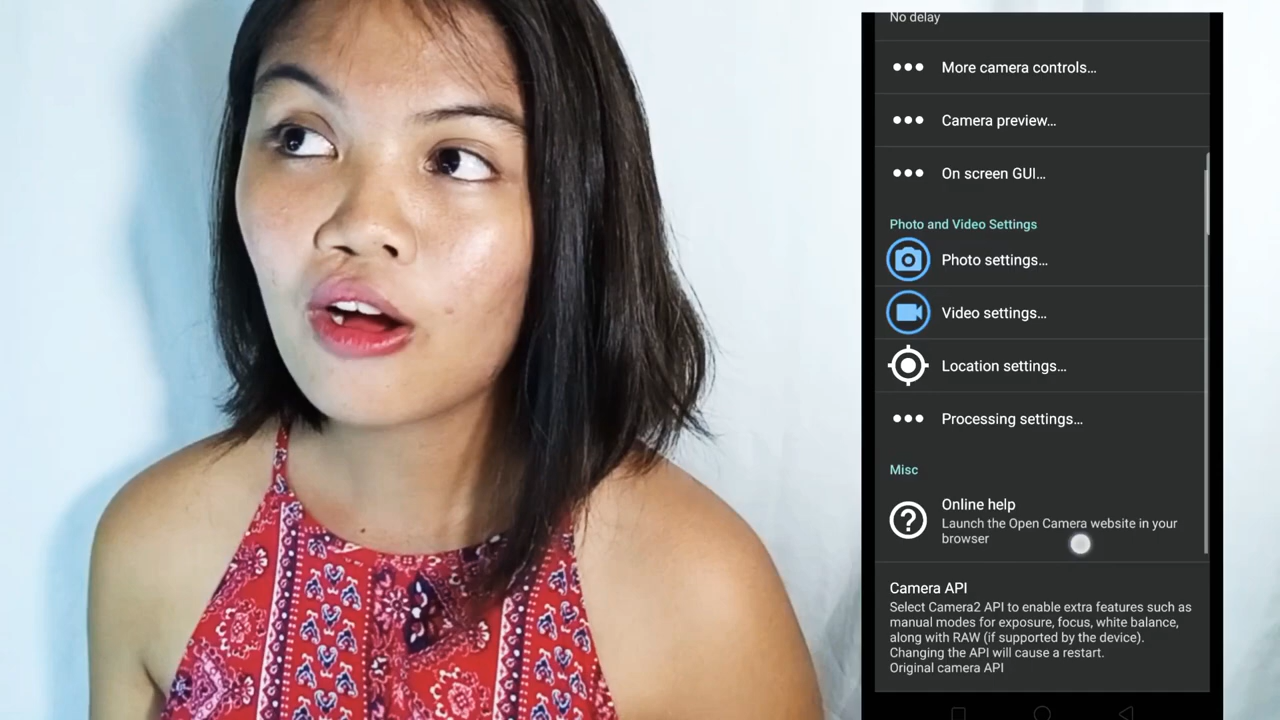 No delay
More camera controls...
Camera preview...
On screen GUI...
Photo and Video Settings
Photo settings...
Video settings...
Location settings...
Processing settings...
Misc
Online help
Launch the Open Camera website in your
browser
Camera API
Select Camera2 API to enable extra features such as
manual modes for exposure, focus, white balance,
along with RAW (if supported by the device).
Changing the API will cause a restart.
Original camera API